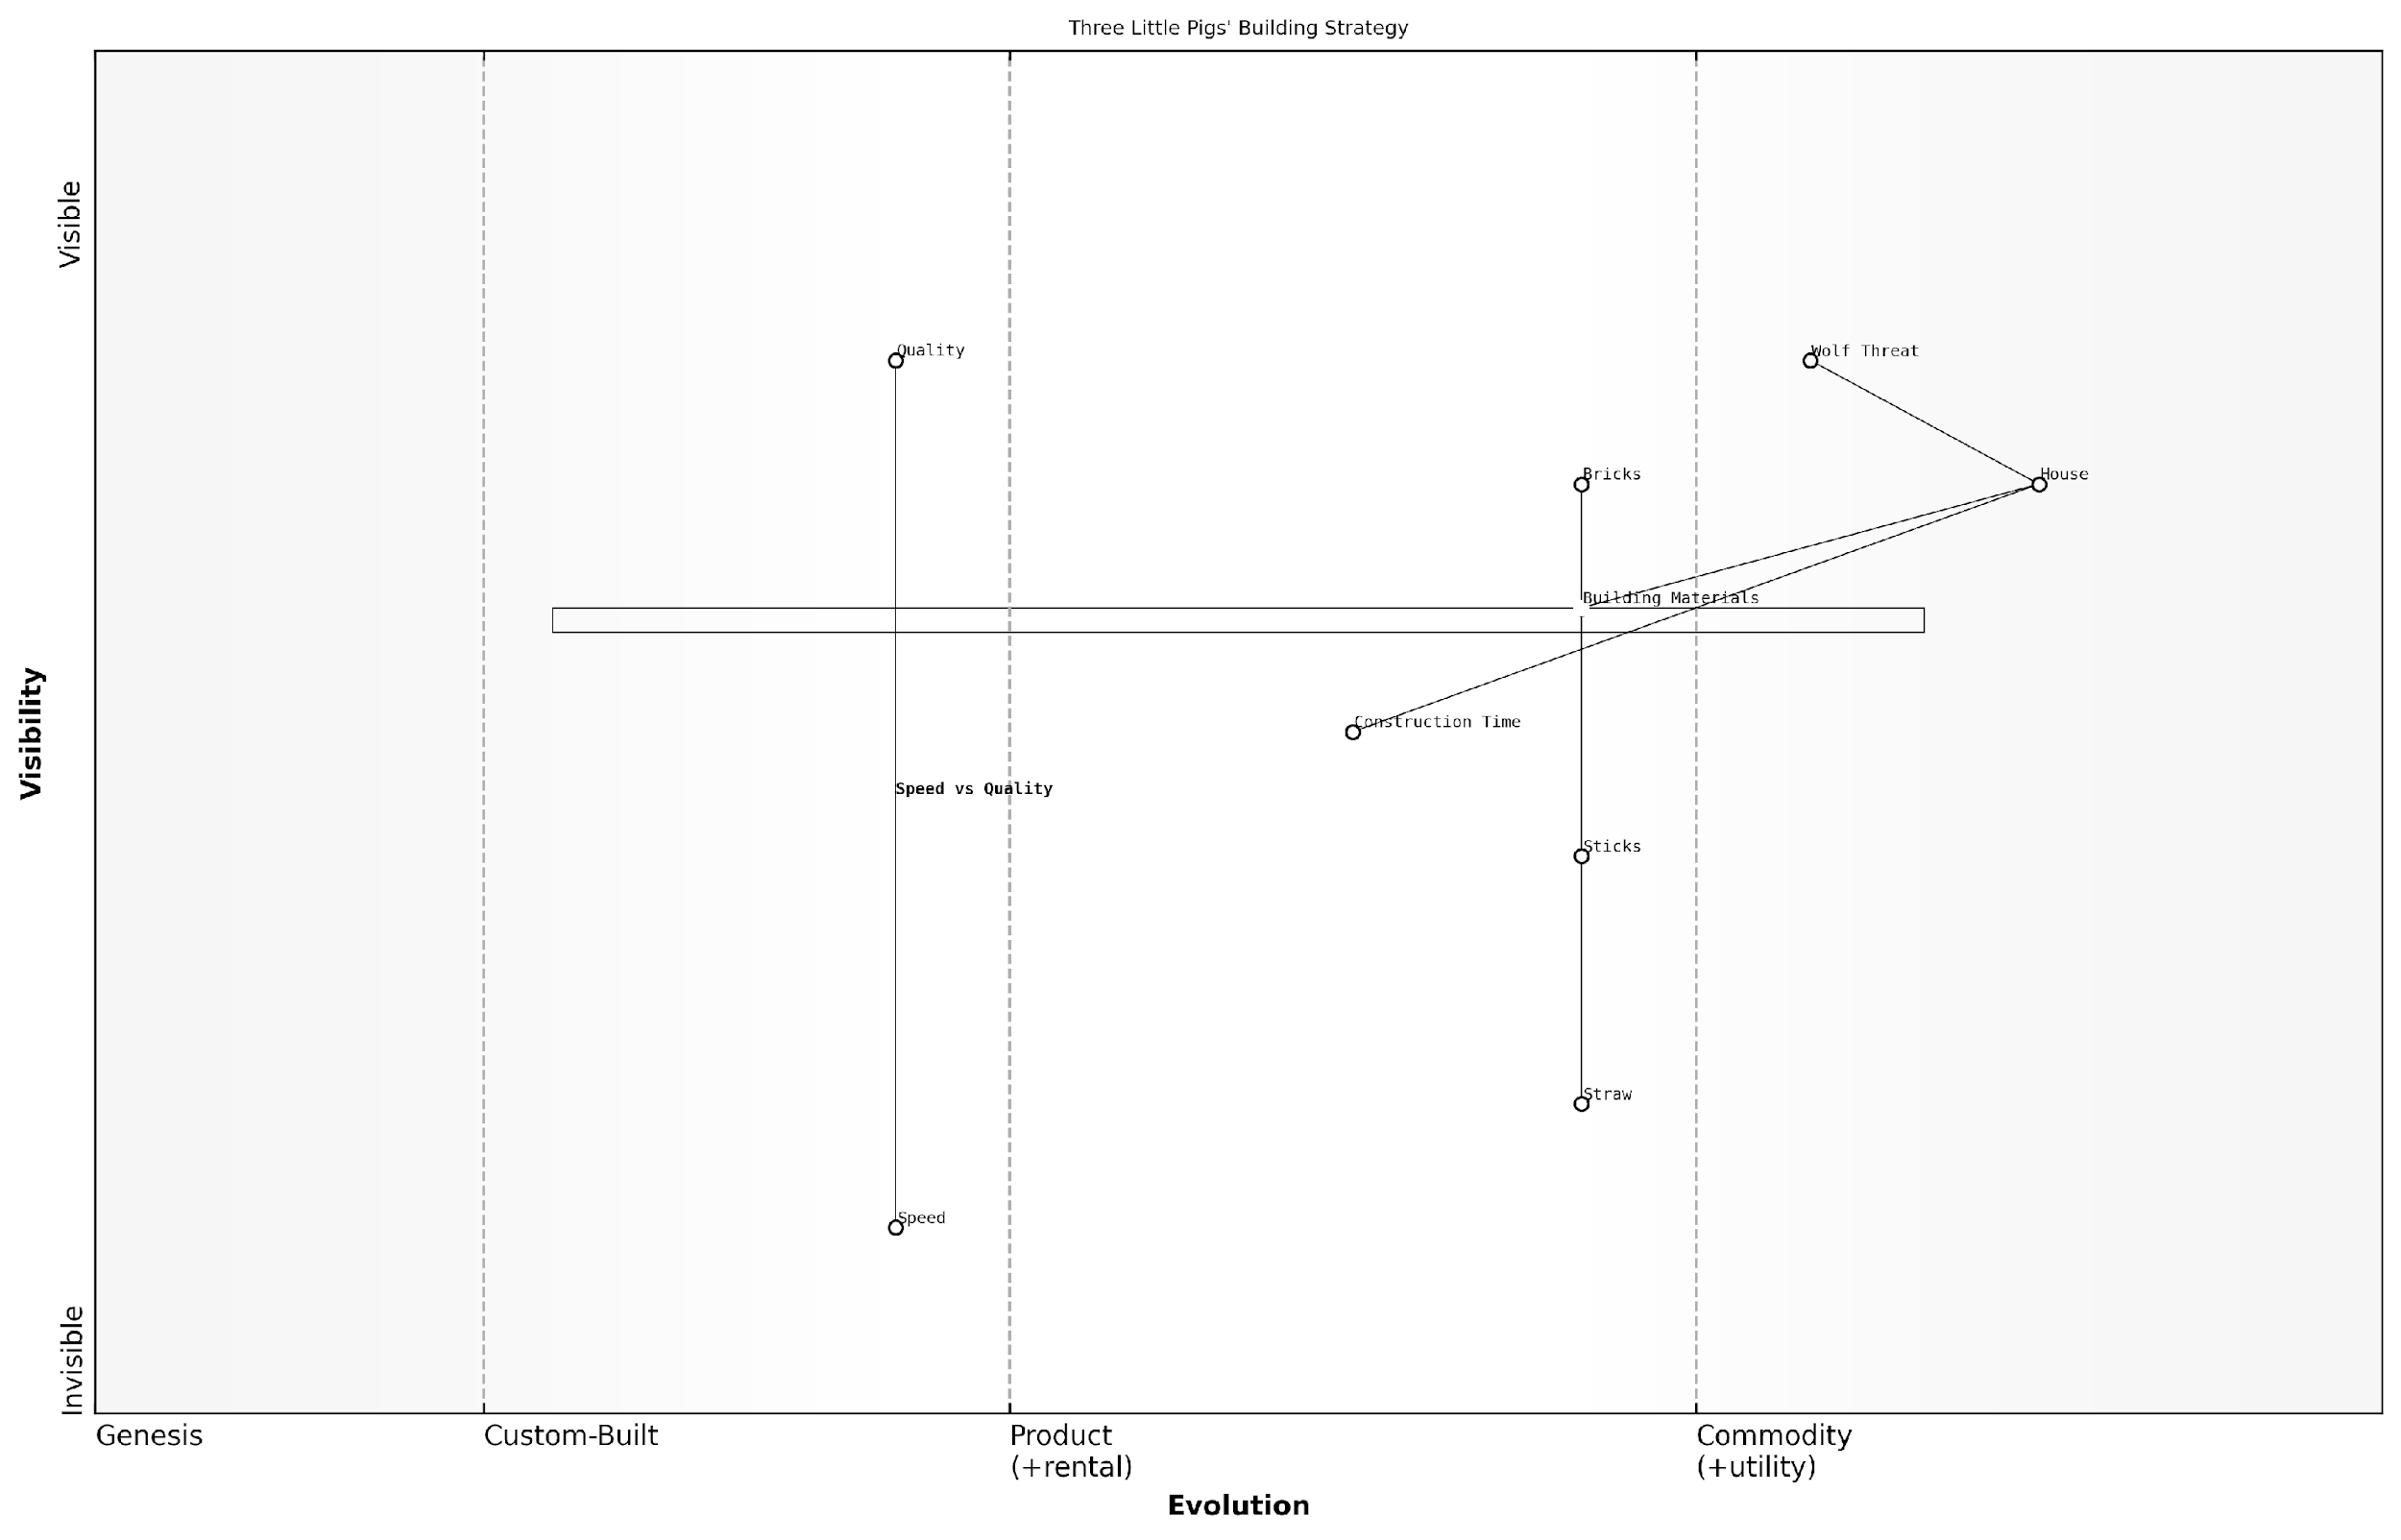 Three Little Pigs' Building Strategy
Visible
Quality
Wolf Threat
Bricks
House
Building Materials
Visibility
Construction Time
Speed vs Quality
Sticks
Straw
Speed
Invisible
Genesis
Custom-Built
Product
(+rental)
Commodity
(+utility)
Evolution